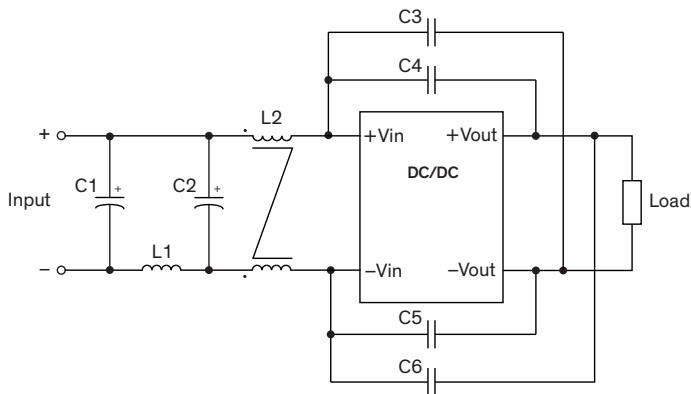 C3
C4
L2
+
+Vin
+Vout
DC/DC
C1
+
C2
+
Input
Load
L1
−
−Vin
−Vout
C5
C6